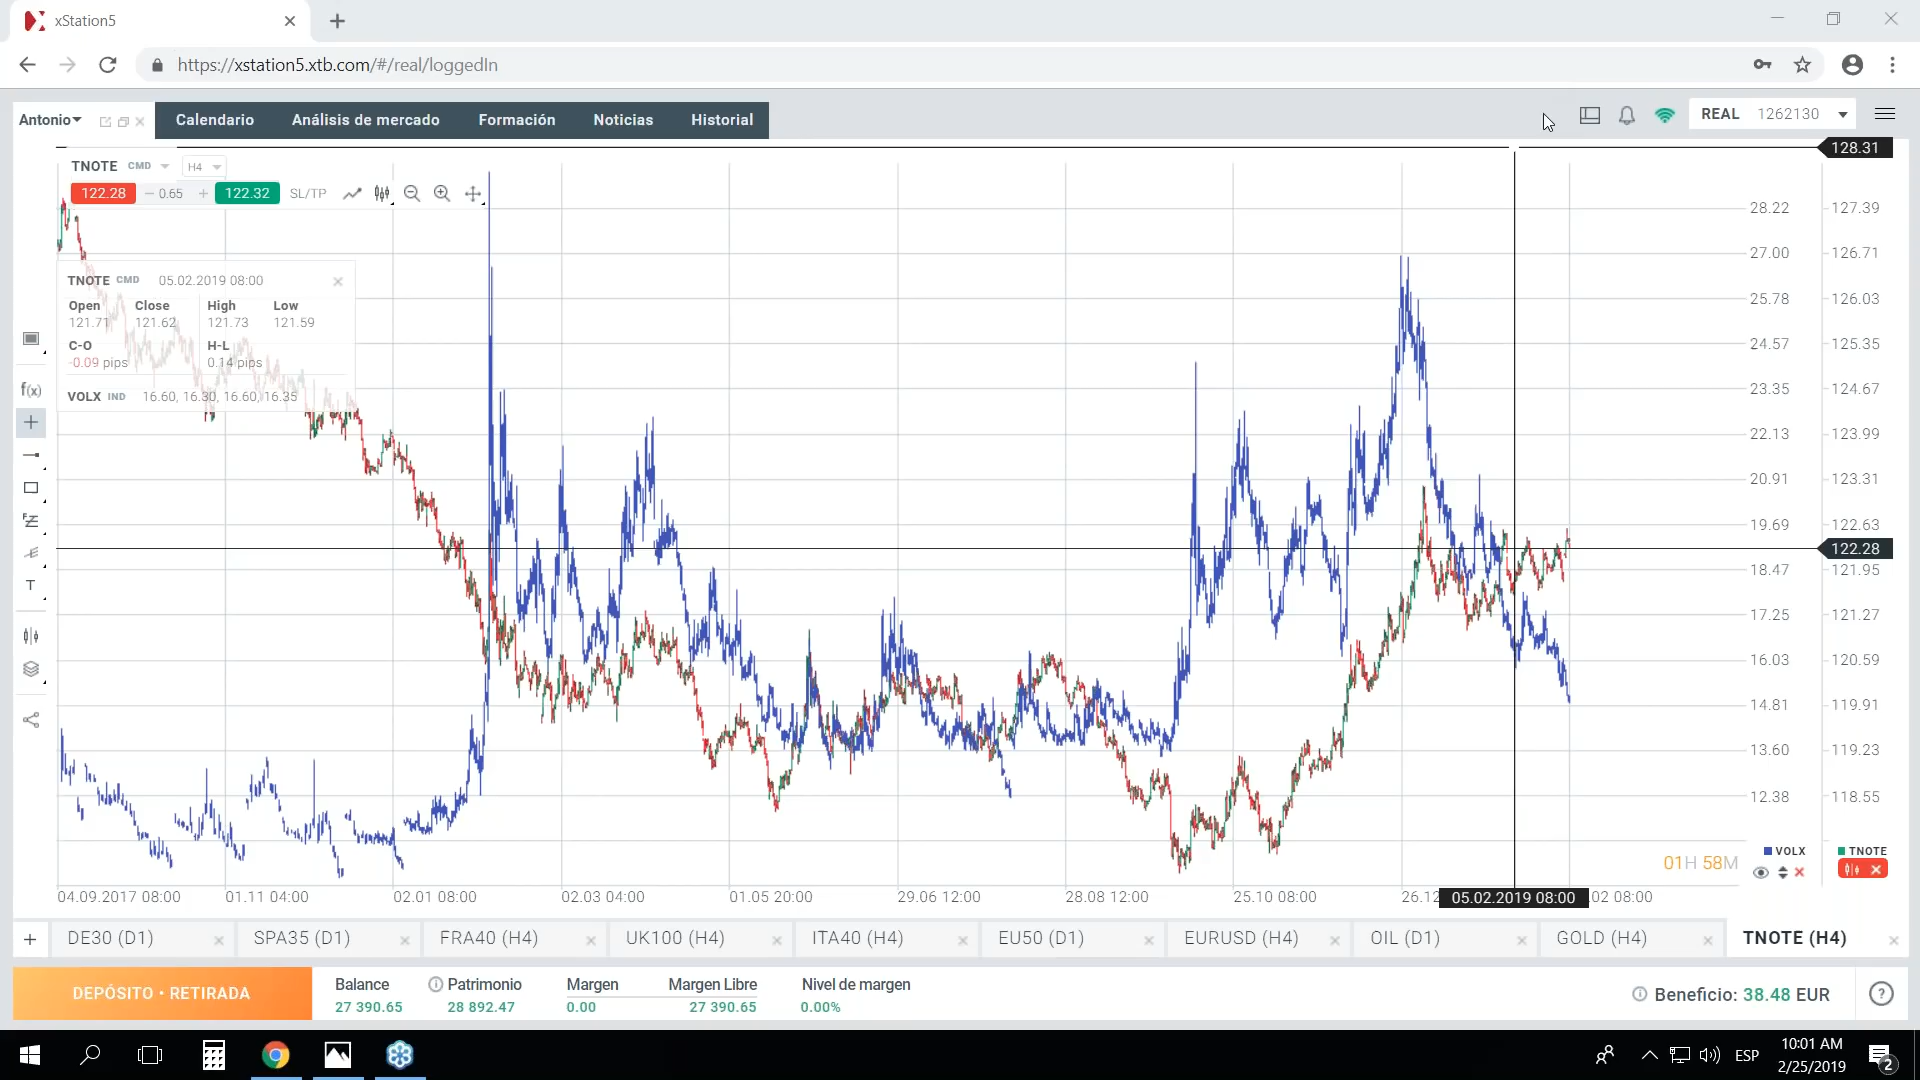 xStation5
https://xstation5.xtb.com/#/real/loggedIn
Antonio
Calendario Análisis de mercado Formación Noticias Historial
REAL 1262130
TNOTE CMD H4
128.31
122.28 0.65 122.32 SL/TP
28.22 127.39
27.00 126.71
TNOTE CMD 05.02.2019 08:00
Open Close High Low
121.71 121.62 121.73 121.59
C-O H-L
-0.09 pips 0.14 pips
VOLX IND 16.60, 16.30, 16.60, 16.35
25.78 126.03
24.57 125.35
f(x)
23.35 124.67
22.13 123.99
20.91 123.31
19.69 122.63
122.28
18.47 121.95
T
17.25 121.27
16.03 120.59
14.81 119.91
13.60 119.23
12.38 118.55
VOLX TNOTE
01H 58M
04.09.2017 08:00 01.11 04:00 02.01 08:00 02.03 04:00 01.05 20:00 29.06 12:00 28.08 12:00 25.10 08:00 26.12 05.02.2019 08:00 .02 08:00
DE30 (D1) SPA35 (D1) FRA40 (H4) UK100 (H4) ITA40 (H4) EU50 (D1) EURUSD (H4) OIL (D1) GOLD (H4) TNOTE (H4)
DEPÓSITO • RETIRADA
Balance Patrimonio Margen Margen Libre Nivel de margen
27 390.65 28 892.47 0.00 27 390.65 0.00%
Beneficio: 38.48 EUR
ESP
10:01 AM
2/25/2019
2